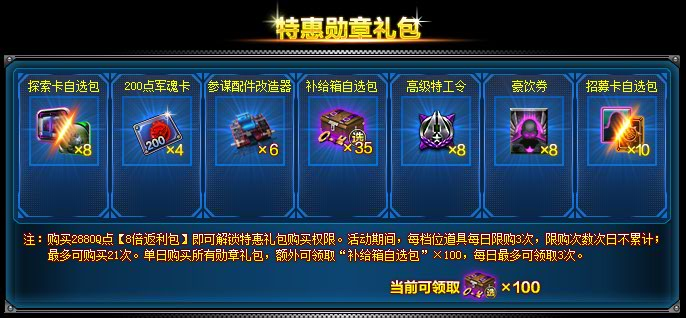 特惠勋章礼包
探索卡自选包 200点军魂卡 参谋配件改造器 补给箱自选包 高级特工令 豪饮券 招募卡自选包
×8 200 ×4 ×6 选 ×35 ×8 ×8 ×10
注：购买2880Q点【8倍返利包】即可解锁特惠礼包购买权限。活动期间，每档位道具每日限购3次，限购次数次日不累计；
最多可购买21次。单日购买所有勋章礼包，额外可领取“补给箱自选包”×100，每日最多可领取3次。
当前可领取 选 ×100